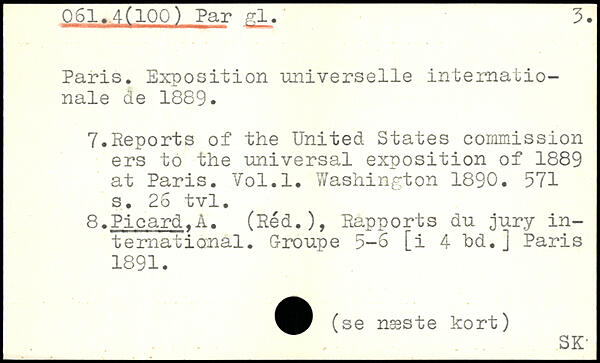 061.4(100) Par gl. 3.
Paris. Exposition universelle internatio-
nale de 1889.
7. Reports of the United States commission
ers to the universal exposition of 1889
at Paris. Vol.1. Washington 1890. 571
s. 26 tvl.
8. Picard, A. (Réd.), Rapports du jury in-
ternational. Groupe 5-6 [i 4 bd.] Paris
1891.
(se næste kort)
SK